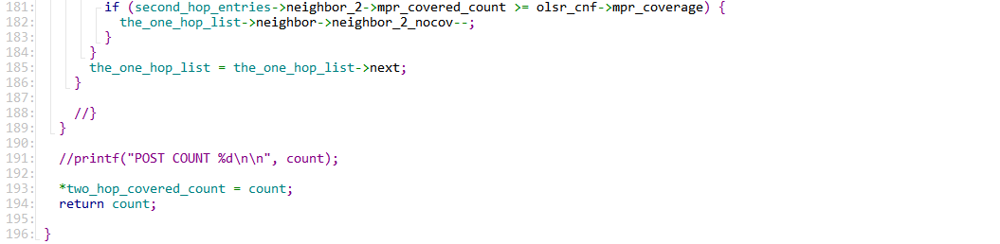 181: if (second_hop_entries->neighbor_2->mpr_covered_count >= olsr_cnf->mpr_coverage) {
182: the_one_hop_list->neighbor->neighbor_2_nocov--;
183: }
184: }
185: the_one_hop_list = the_one_hop_list->next;
186: }
187:
188: //}
189: }
190:
191: //printf("POST COUNT %d\n\n", count);
192:
193: *two_hop_covered_count = count;
194: return count;
195:
196: }